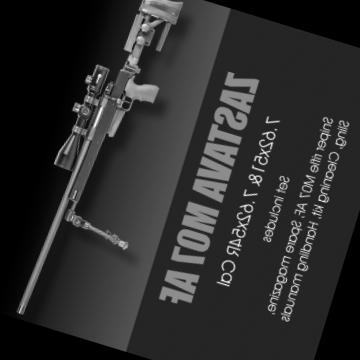 ZASTAVA M07 AF
7,62x51 & 7,62x54R Cal
Set includes
Sniper rifle M07 AF, Spare magazine,
Sling, Cleaning kit, Handling manuals